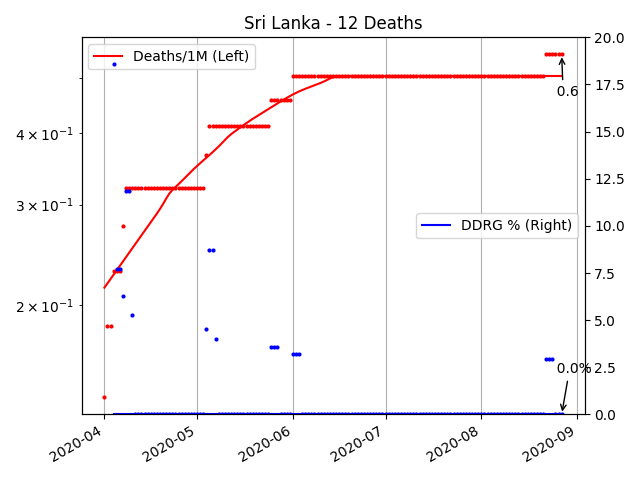 Sri Lanka - 12 Deaths
Deaths/1M (Left)
DDRG % (Right)
0.6
0.0%
4 × 10⁻¹
3 × 10⁻¹
2 × 10⁻¹
20.0
17.5
15.0
12.5
10.0
7.5
5.0
2.5
0.0
2020-04
2020-05
2020-06
2020-07
2020-08
2020-09